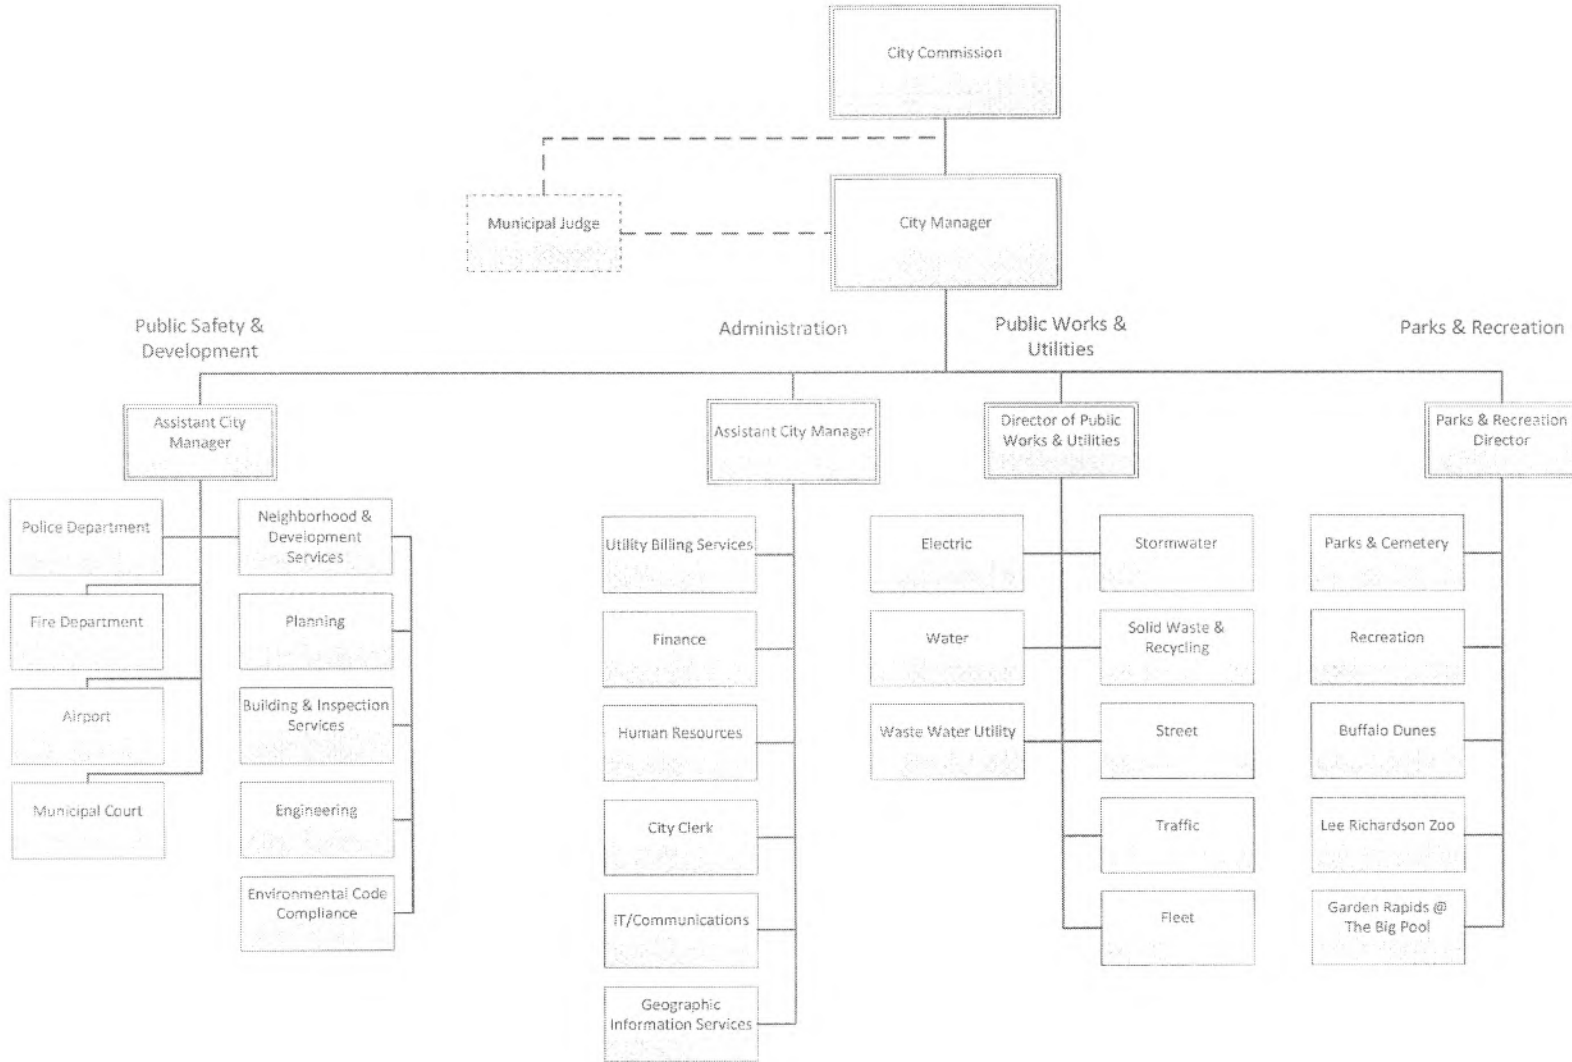 City Commission
Municipal Judge
City Manager
Public Safety &
Development
Administration
Public Works &
Utilities
Parks & Recreation
Assistant City
Manager
Assistant City Manager
Director of Public
Works & Utilities
Parks & Recreation
Director
Police Department
Fire Department
Airport
Municipal Court
Neighborhood &
Development
Services
Planning
Building & Inspection
Services
Engineering
Environmental Code
Compliance
Utility Billing Services
Finance
Human Resources
City Clerk
IT/Communications
Geographic
Information Services
Electric
Water
Waste Water Utility
Stormwater
Solid Waste &
Recycling
Street
Traffic
Fleet
Parks & Cemetery
Recreation
Buffalo Dunes
Lee Richardson Zoo
Garden Rapids @
The Big Pool